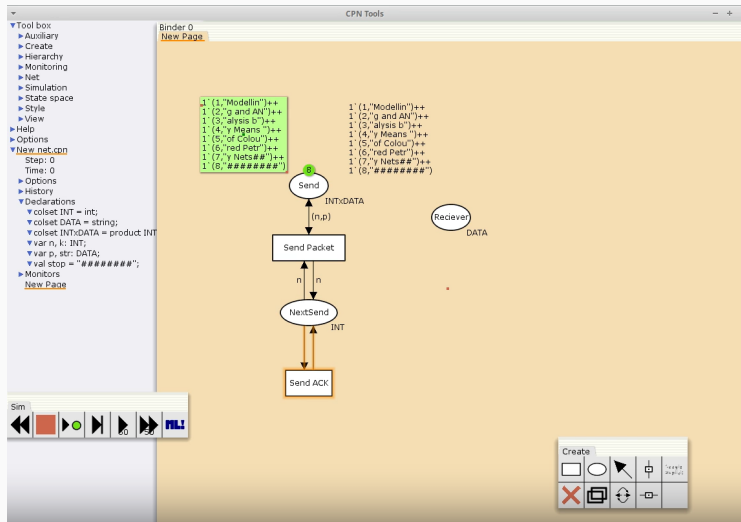 CPN Tools
Tool box
Auxiliary
Create
Hierarchy
Monitoring
Net
Simulation
State space
Style
View
Help
Options
New net.cpn
Step: 0
Time: 0
Options
History
Declarations
colset INT = int;
colset DATA = string;
colset INTxDATA = product INT
var n, k: INT;
var p, str: DATA;
val stop = "########";
Monitors
New Page
Binder 0
New Page
1`(1,"Modellin")++
1`(2,"g and AN")++
1`(3,"alysis b")++
1`(4,"y Means ")++
1`(5,"of Colou")++
1`(6,"red Petr")++
1`(7,"y Nets##")++
1`(8,"########")
1`(1,"Modellin")++
1`(2,"g and AN")++
1`(3,"alysis b")++
1`(4,"y Means ")++
1`(5,"of Colou")++
1`(6,"red Petr")++
1`(7,"y Nets##")++
1`(8,"########")
8
Send
INTxDATA
(n,p)
Reciever
DATA
Send Packet
n
n
NextSend
INT
Send ACK
Sim
50
50
ML!
Create